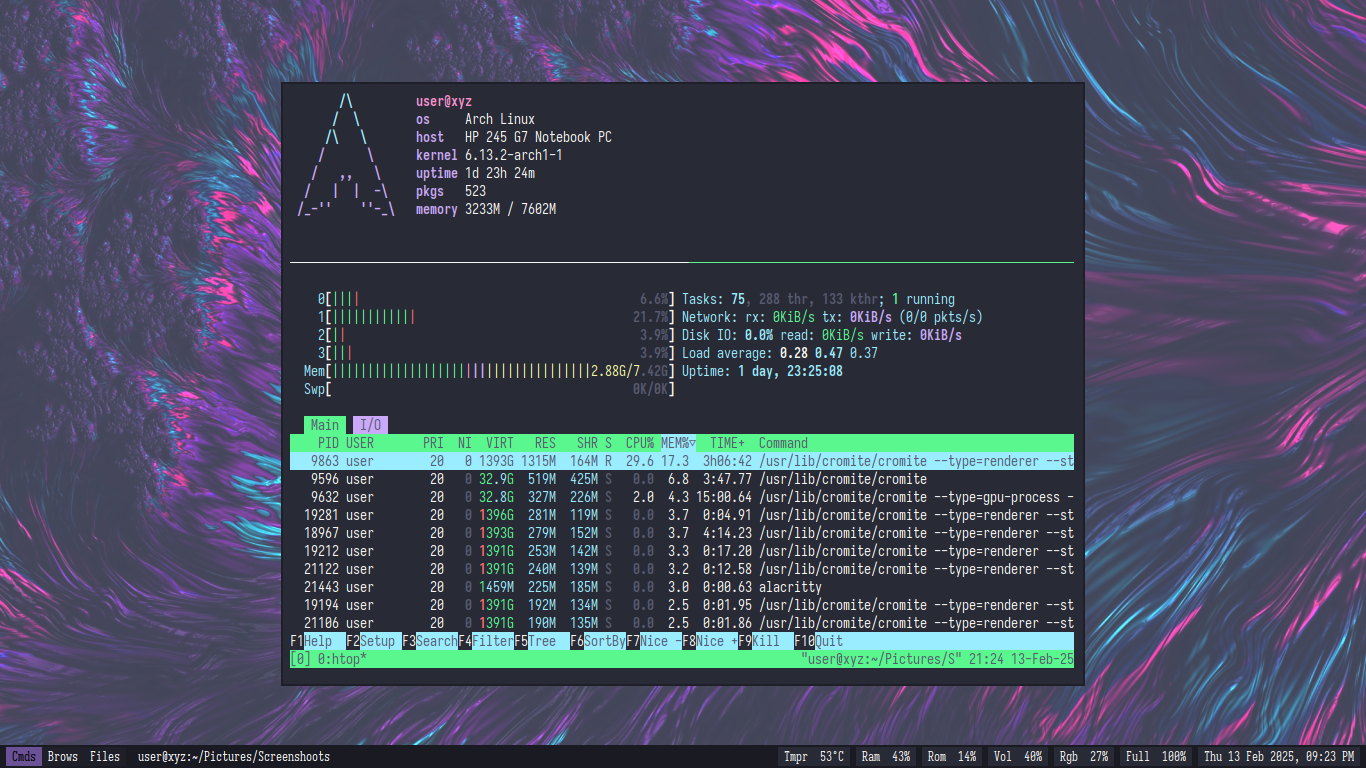 user@xyz
os Arch Linux
host HP 245 G7 Notebook PC
kernel 6.13.2-arch1-1
uptime 1d 23h 24m
pkgs 523
memory 3233M / 7602M
0[|||| 6.6%] Tasks: 75, 288 thr, 133 kthr; 1 running
1[|||||||||||| 21.7%] Network: rx: 0KiB/s tx: 0KiB/s (0/0 pkts/s)
2[|| 3.9%] Disk IO: 0.0% read: 0KiB/s write: 0KiB/s
3[||| 3.9%] Load average: 0.28 0.47 0.37
Mem[|||||||||||||||||||||||||||||||||||||2.88G/7.42G] Uptime: 1 day, 23:25:08
Swp[ 0K/0K]
Main I/O
PID USER PRI NI VIRT RES SHR S CPU% MEM%▽ TIME+ Command
9863 user 20 0 1393G 1315M 164M R 29.6 17.3 3h06:42 /usr/lib/cromite/cromite --type=renderer --st
9596 user 20 0 32.9G 519M 425M S 0.0 6.8 3:47.77 /usr/lib/cromite/cromite
9632 user 20 0 32.8G 327M 226M S 2.0 4.3 15:00.64 /usr/lib/cromite/cromite --type=gpu-process -
19281 user 20 0 1396G 281M 119M S 0.0 3.7 0:04.91 /usr/lib/cromite/cromite --type=renderer --st
18967 user 20 0 1393G 279M 152M S 0.0 3.7 4:14.23 /usr/lib/cromite/cromite --type=renderer --st
19212 user 20 0 1391G 253M 142M S 0.0 3.3 0:17.20 /usr/lib/cromite/cromite --type=renderer --st
21122 user 20 0 1391G 240M 139M S 0.0 3.2 0:12.58 /usr/lib/cromite/cromite --type=renderer --st
21443 user 20 0 1459M 225M 185M S 0.0 3.0 0:00.63 alacritty
19194 user 20 0 1391G 192M 134M S 0.0 2.5 0:01.95 /usr/lib/cromite/cromite --type=renderer --st
21106 user 20 0 1391G 190M 135M S 0.0 2.5 0:01.86 /usr/lib/cromite/cromite --type=renderer --st
F1Help F2Setup F3SearchF4FilterF5Tree F6SortByF7Nice -F8Nice +F9Kill F10Quit
[0] 0:htop* "user@xyz:~/Pictures/S" 21:24 13-Feb-25
Cmds Brows Files user@xyz:~/Pictures/Screenshoots Tmpr 53°C Ram 43% Rom 14% Vol 40% Rgb 27% Full 100% Thu 13 Feb 2025, 09:23 PM